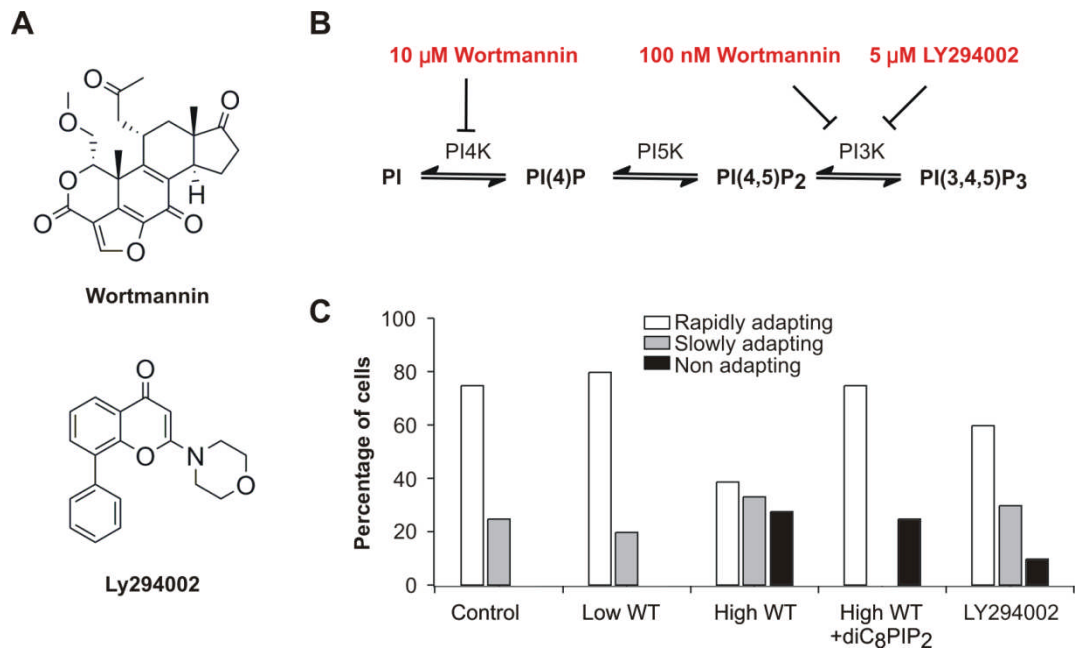 A
O
O
O
O
O
O
H
O
Wortmannin
O
O
N
O
Ly294002
B
10 µM Wortmannin 100 nM Wortmannin 5 µM LY294002
PI4K PI5K PI3K
PI PI(4)P PI(4,5)P₂ PI(3,4,5)P₃
C
Rapidly adapting
Slowly adapting
Non adapting
Percentage of cells
100
80
60
40
20
0
Control Low WT High WT High WT LY294002
+diC₈PIP₂